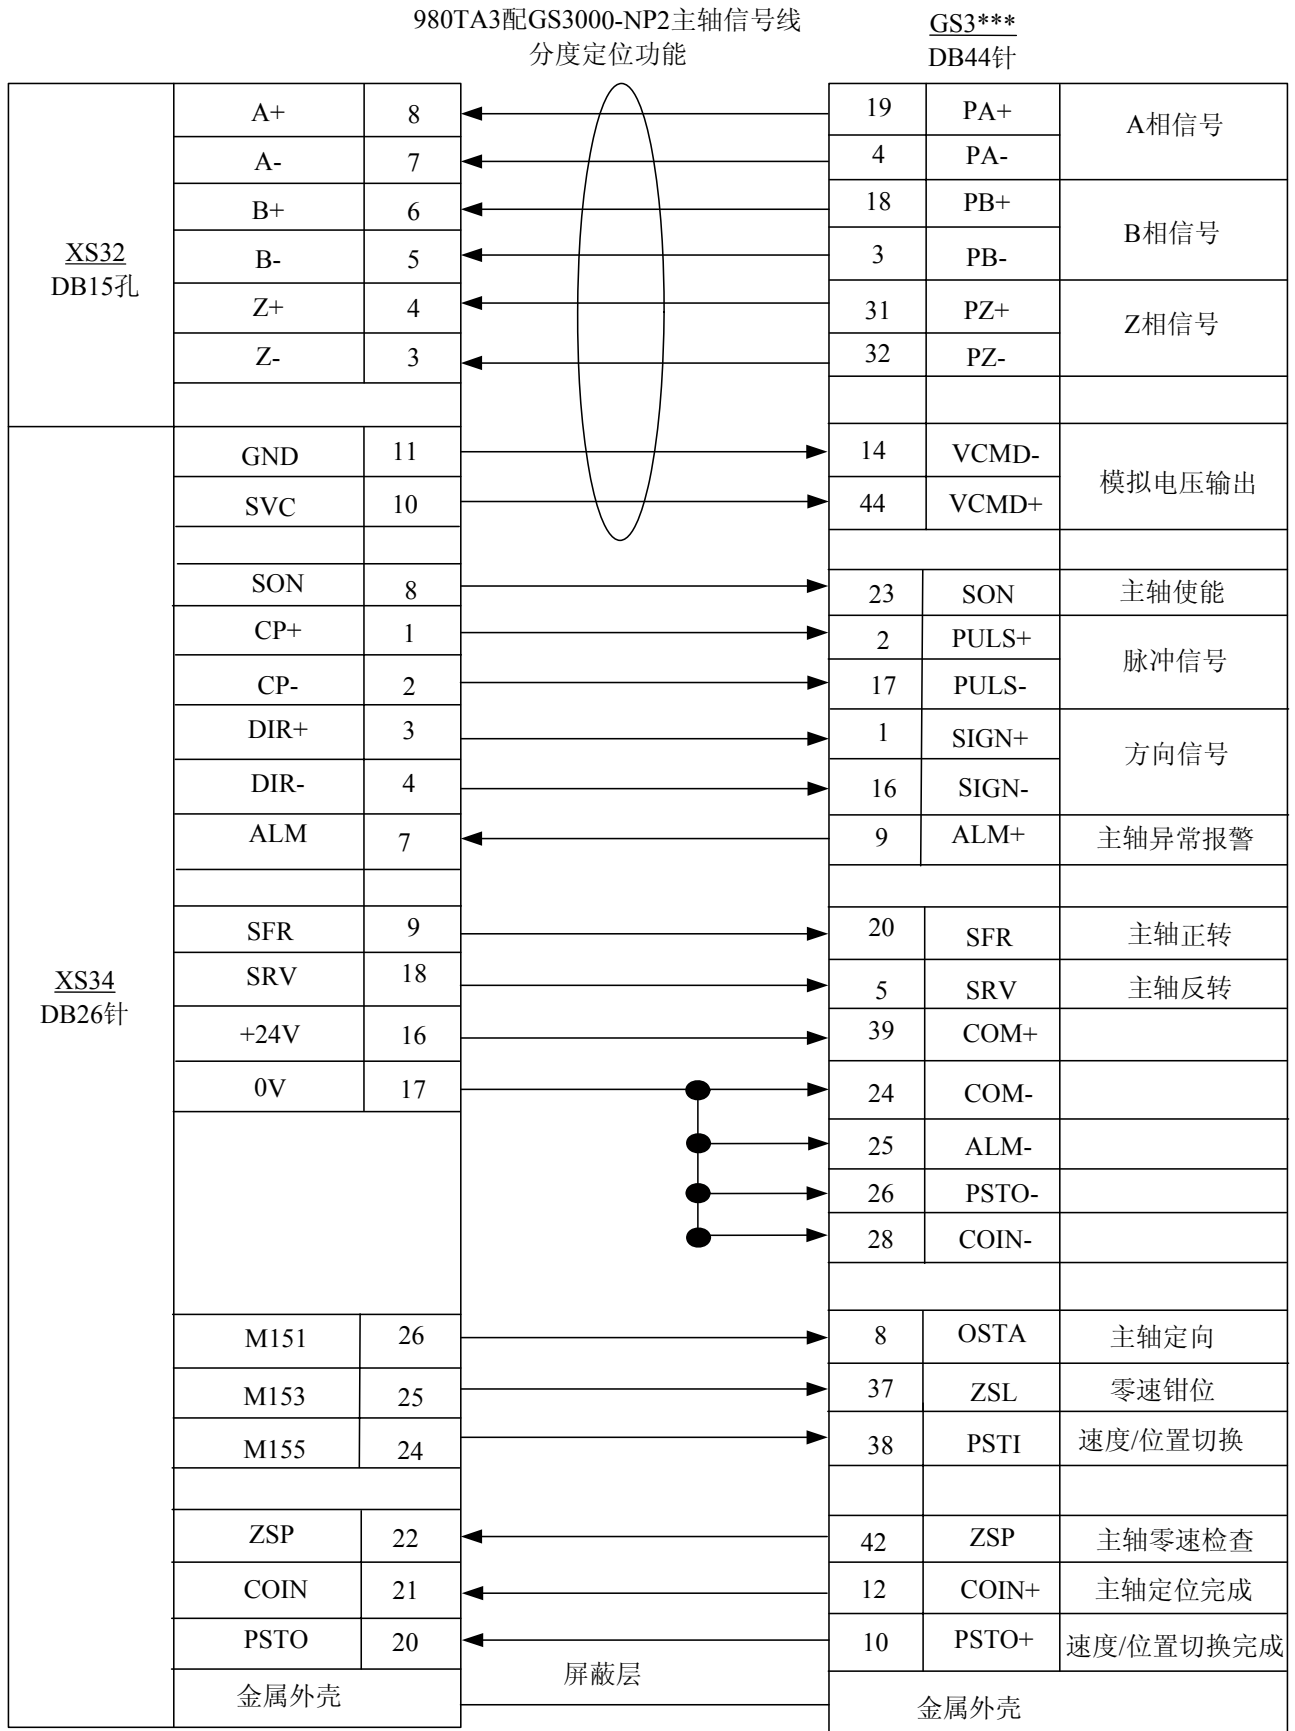 980TA3配GS3000-NP2主轴信号线
分度定位功能
GS3***
DB44针
XS32
DB15孔
A+ 8 19 PA+ A相信号
A- 7 4 PA-
B+ 6 18 PB+ B相信号
B- 5 3 PB-
Z+ 4 31 PZ+ Z相信号
Z- 3 32 PZ-
XS34
DB26针
GND 11 14 VCMD- 模拟电压输出
SVC 10 44 VCMD+
SON 8 23 SON 主轴使能
CP+ 1 2 PULS+ 脉冲信号
CP- 2 17 PULS-
DIR+ 3 1 SIGN+ 方向信号
DIR- 4 16 SIGN-
ALM 7 9 ALM+ 主轴异常报警
SFR 9 20 SFR 主轴正转
SRV 18 5 SRV 主轴反转
+24V 16 39 COM+
0V 17 24 COM-
25 ALM-
26 PSTO-
28 COIN-
M151 26 8 OSTA 主轴定向
M153 25 37 ZSL 零速钳位
M155 24 38 PSTI 速度/位置切换
ZSP 22 42 ZSP 主轴零速检查
COIN 21 12 COIN+ 主轴定位完成
PSTO 20 10 PSTO+ 速度/位置切换完成
金属外壳 屏蔽层 金属外壳